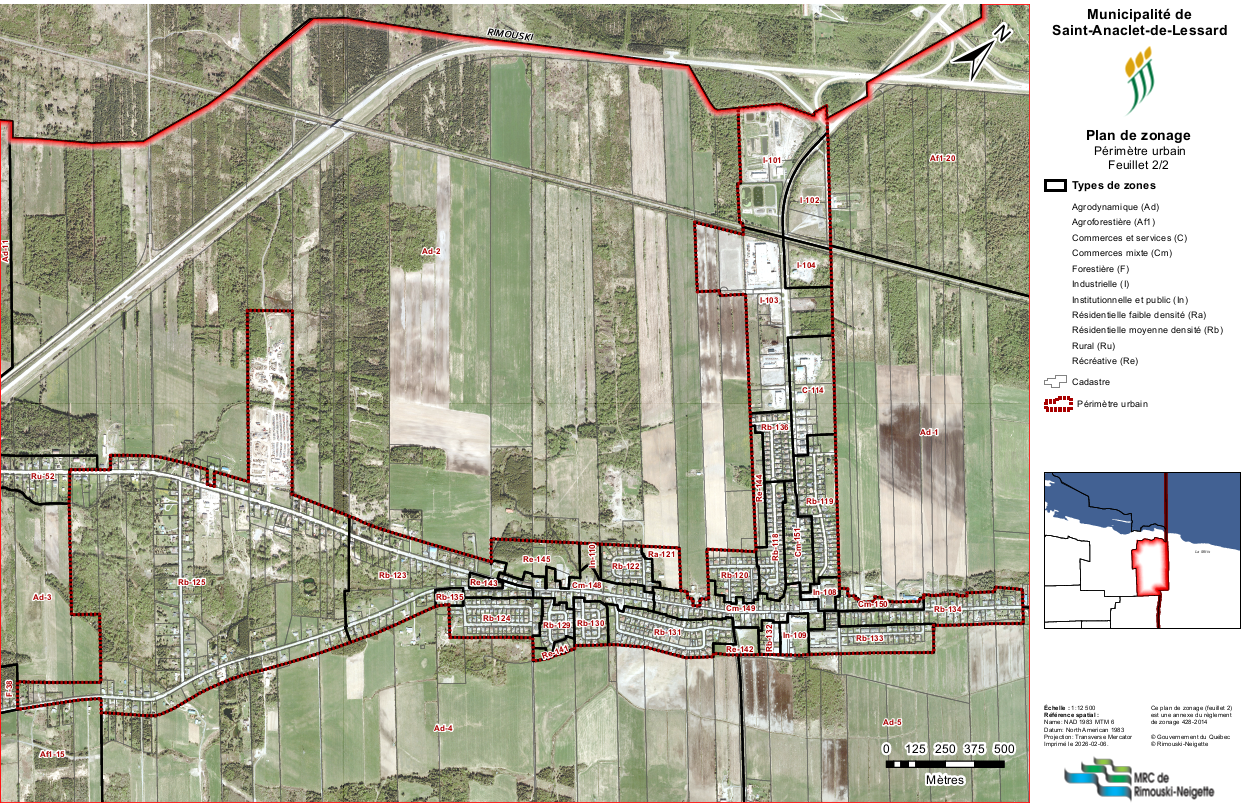 RIMOUSKI
N
I-101
Af1-20
I-102
Ad-11
Ad-2
I-104
I-103
C-114
Rb-136
Ad-1
Ru-52
Re-144
Rb-119
Rb-118
Cm-151
In-110
Re-145
Ra-121
Rb-122
Rb-123
Rb-120
Rb-125
Re-143
Cm-148
In-108
Ad-3
Rb-135
Cm-149
Cm-150
Rb-134
Rb-124
Rb-129
Rb-130
Rb-131
Rb-132
In-109
Rb-133
Re-141
Re-142
F-38
Ad-4
Ad-5
Af1-15
0 125 250 375 500
Mètres
Municipalité de
Saint-Anaclet-de-Lessard
Plan de zonage
Périmètre urbain
Feuillet 2/2
Types de zones
Agrodynamique (Ad)
Agroforestière (Af1)
Commerces et services (C)
Commerces mixte (Cm)
Forestière (F)
Industrielle (I)
Institutionnelle et public (In)
Résidentielle faible densité (Ra)
Résidentielle moyenne densité (Rb)
Rural (Ru)
Récréative (Re)
Cadastre
Périmètre urbain
Échelle : 1:12 500
Référence spatial :
Name: NAD 1983 MTM 6
Datum: North American 1983
Projection: Transverse Mercator
Imprimé le 2026-02-06.
Ce plan de zonage (feuillet 2)
est une annexe du règlement
de zonage 428-2014
© Gouvernement du Québec
© Rimouski-Neigette
MRC de
Rimouski-Neigette